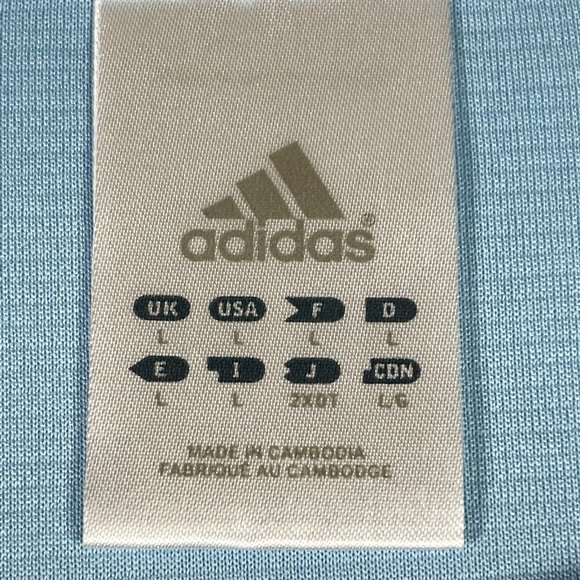 adidas®
UK USA F D
L L L L
E I J CDN
L L 2XOT L/G
MADE IN CAMBODIA
FABRIQUÉ AU CAMBODGE